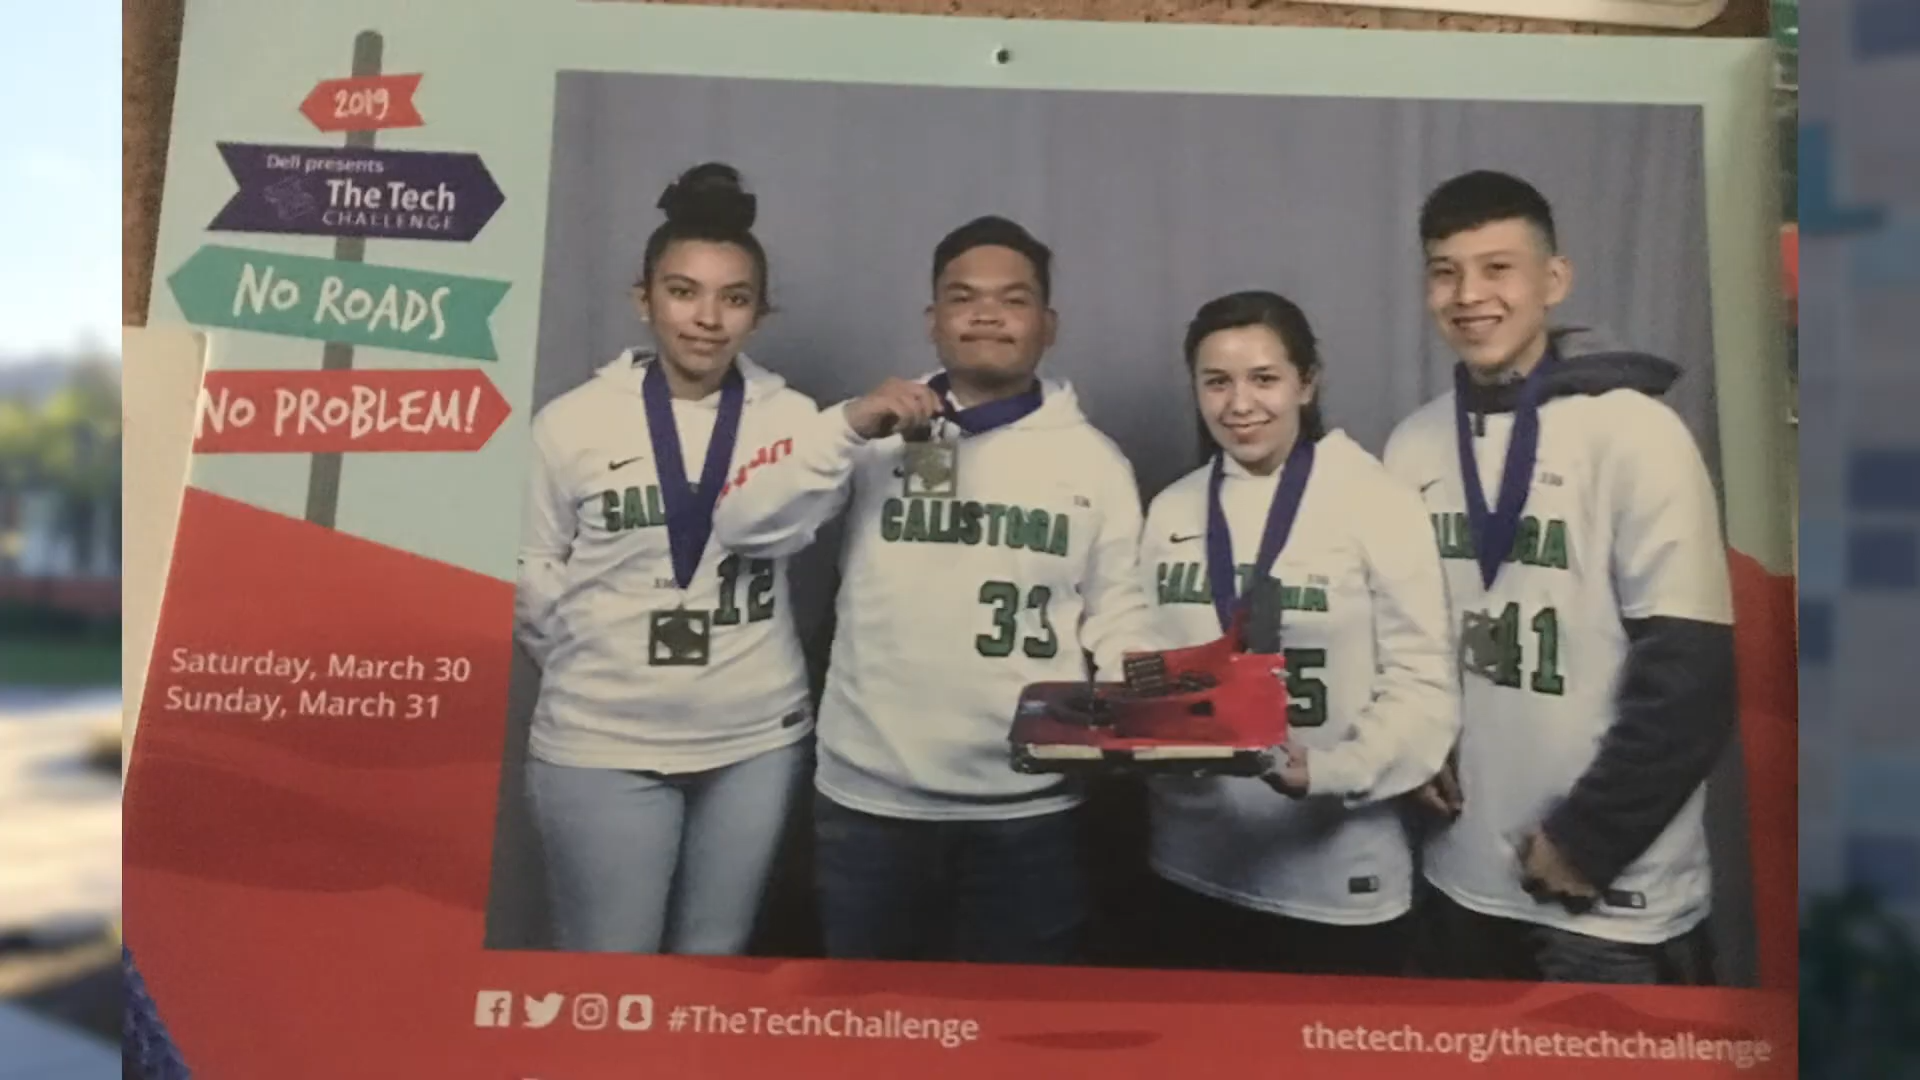 2019
Dell presents
The Tech
CHALLENGE
NO ROADS
NO PROBLEM!
Saturday, March 30
Sunday, March 31
CALISTOGA
12
33
5
41
#TheTechChallenge
thetech.org/thetechchallenge